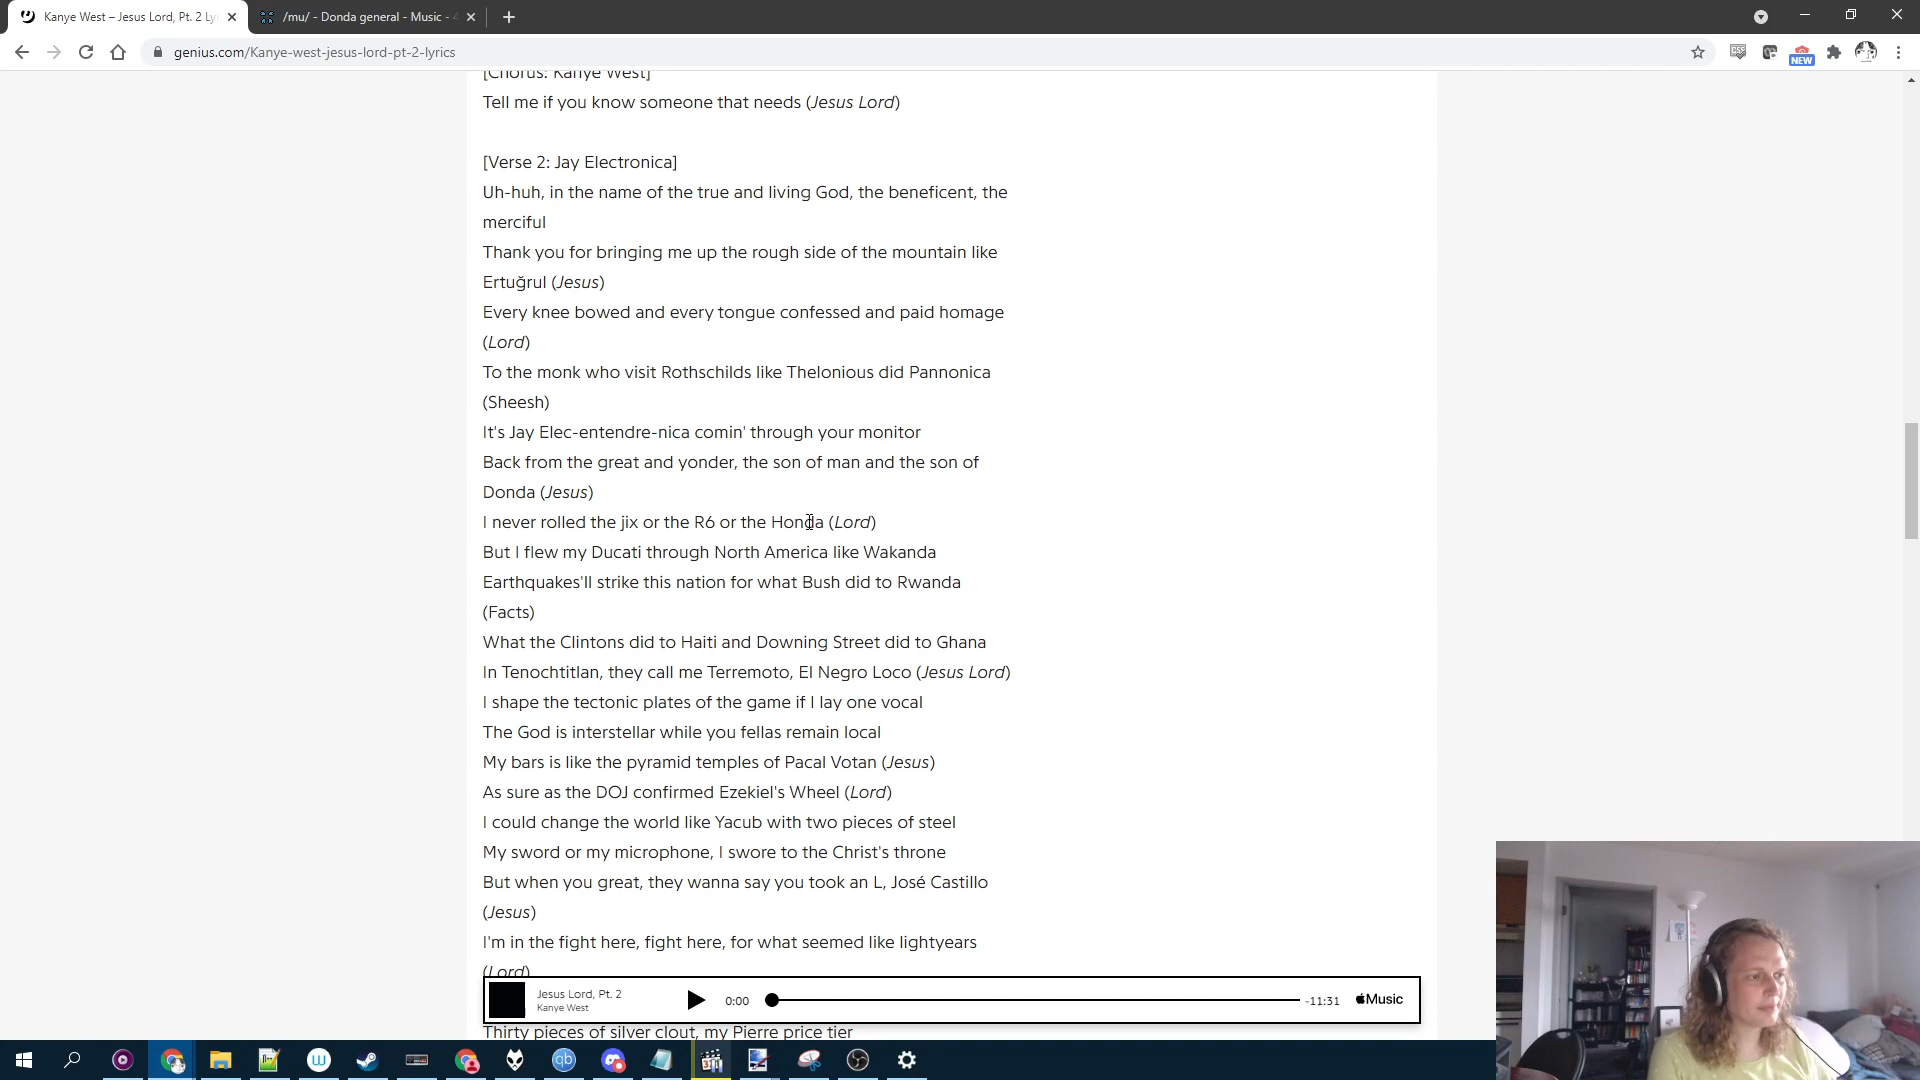 Kanye West – Jesus Lord, Pt. 2 Ly
/mu/ - Donda general - Music - 4
genius.com/Kanye-west-jesus-lord-pt-2-lyrics
NEW
[Chorus: Kanye West]
Tell me if you know someone that needs (Jesus Lord)
[Verse 2: Jay Electronica]
Uh-huh, in the name of the true and living God, the beneficent, the
merciful
Thank you for bringing me up the rough side of the mountain like
Ertuğrul (Jesus)
Every knee bowed and every tongue confessed and paid homage
(Lord)
To the monk who visit Rothschilds like Thelonious did Pannonica
(Sheesh)
It's Jay Elec-entendre-nica comin' through your monitor
Back from the great and yonder, the son of man and the son of
Donda (Jesus)
I never rolled the jix or the R6 or the Honda (Lord)
But I flew my Ducati through North America like Wakanda
Earthquakes'll strike this nation for what Bush did to Rwanda
(Facts)
What the Clintons did to Haiti and Downing Street did to Ghana
In Tenochtitlan, they call me Terremoto, El Negro Loco (Jesus Lord)
I shape the tectonic plates of the game if I lay one vocal
The God is interstellar while you fellas remain local
My bars is like the pyramid temples of Pacal Votan (Jesus)
As sure as the DOJ confirmed Ezekiel's Wheel (Lord)
I could change the world like Yacub with two pieces of steel
My sword or my microphone, I swore to the Christ's throne
But when you great, they wanna say you took an L, José Castillo
(Jesus)
I'm in the fight here, fight here, for what seemed like lightyears
(Lord)
Jesus Lord, Pt. 2
Kanye West
0:00
-11:31
Music
Thirty pieces of silver clout, my Pierre price tier